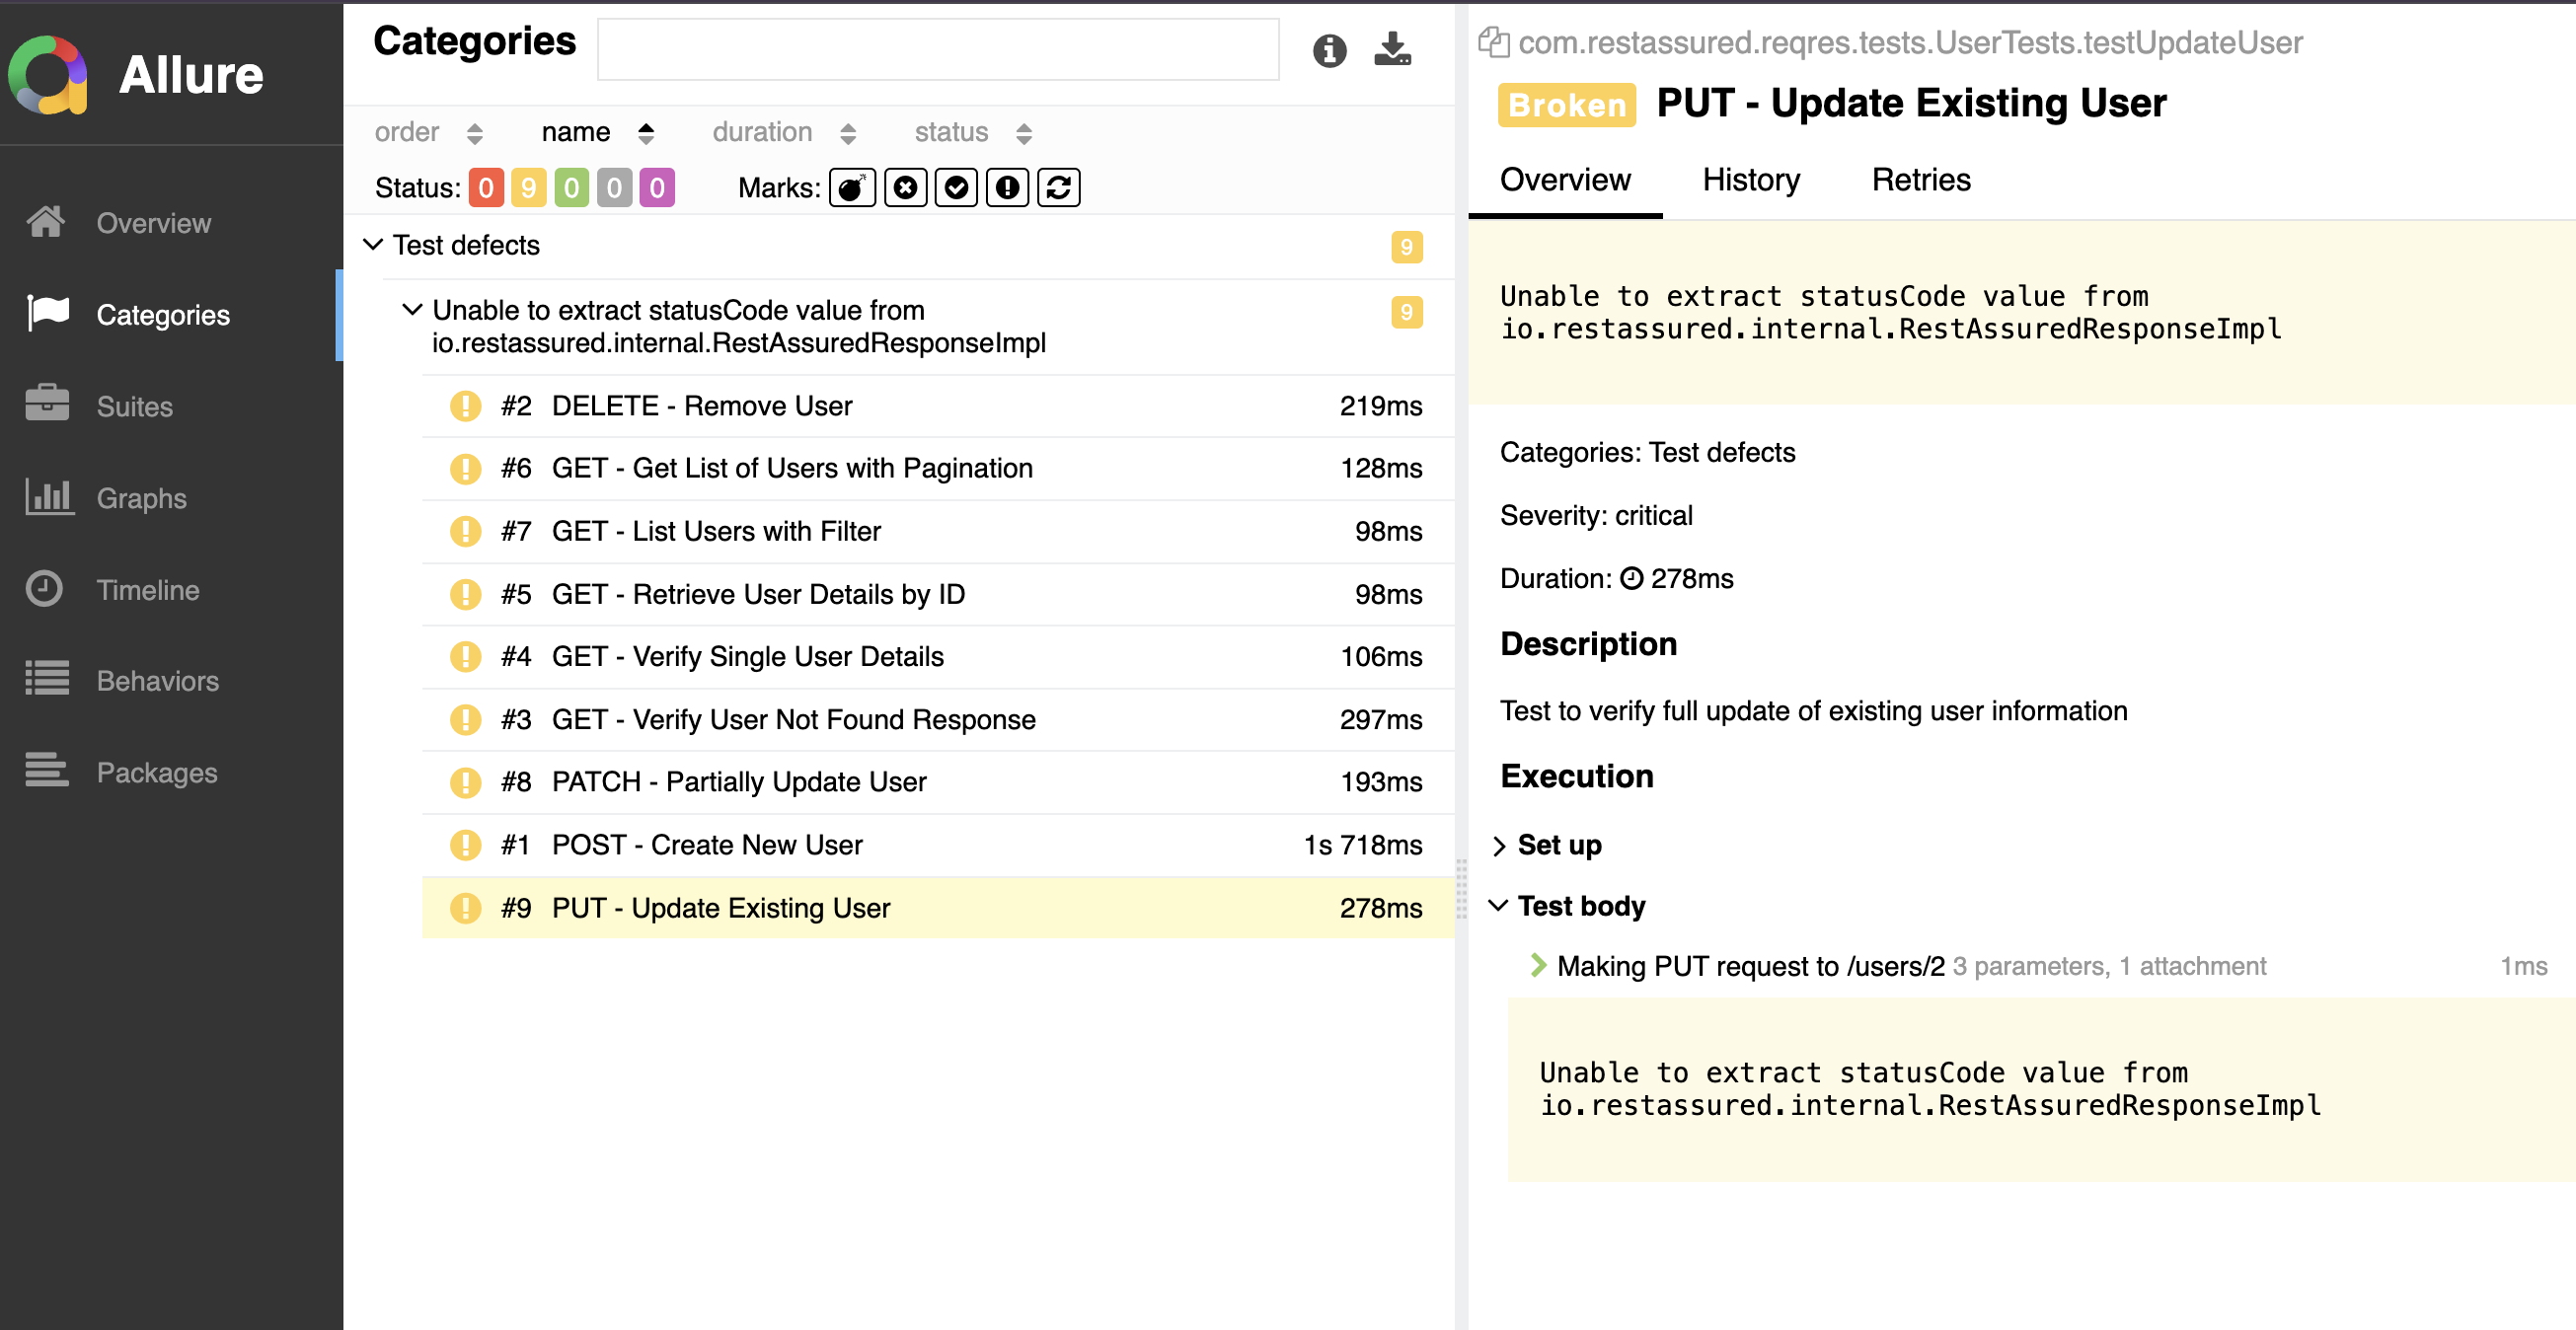 Allure
Overview
Categories
Suites
Graphs
Timeline
Behaviors
Packages
Categories
order name duration status
Status: 0 9 0 0 0 Marks:
Test defects 9
Unable to extract statusCode value from 9
io.restassured.internal.RestAssuredResponseImpl
#2 DELETE - Remove User 219ms
#6 GET - Get List of Users with Pagination 128ms
#7 GET - List Users with Filter 98ms
#5 GET - Retrieve User Details by ID 98ms
#4 GET - Verify Single User Details 106ms
#3 GET - Verify User Not Found Response 297ms
#8 PATCH - Partially Update User 193ms
#1 POST - Create New User 1s 718ms
#9 PUT - Update Existing User 278ms
com.restassured.reqres.tests.UserTests.testUpdateUser
Broken PUT - Update Existing User
Overview History Retries
Unable to extract statusCode value from
io.restassured.internal.RestAssuredResponseImpl
Categories: Test defects
Severity: critical
Duration: 278ms
Description
Test to verify full update of existing user information
Execution
Set up
Test body
Making PUT request to /users/2 3 parameters, 1 attachment 1ms
Unable to extract statusCode value from
io.restassured.internal.RestAssuredResponseImpl